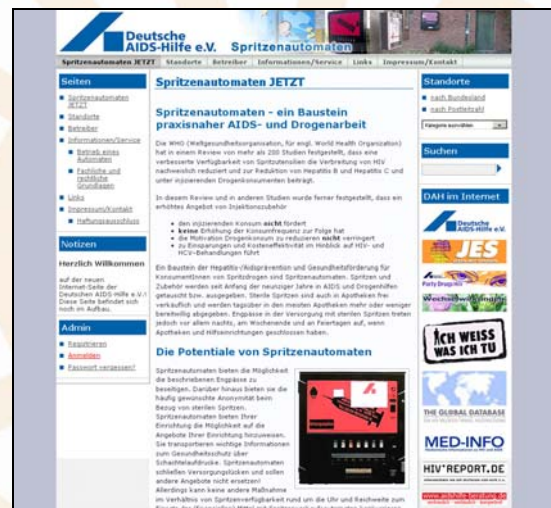 Deutsche
AIDS-Hilfe e.V.
Spritzenautomaten
Spritzenautomaten JETZT Standorte Betreiber Informationen/Service Links Impressum/Kontakt
Seiten
Spritzenautomaten
JETZT
Standorte
Betreiber
Informationen/Service
Betrieb eines
Automaten
Fachliche und
rechtliche
Grundlagen
Links
Impressum/Kontakt
Haftungsauschluss
Notizen
Herzlich Willkommen
auf der neuen
Internet-Seite der
Deutschen AIDS-Hilfe e.V.!
Diese Seite befindet sich
noch im Aufbau.
Admin
Registrieren
Anmelden
Passwort vergessen?
Spritzenautomaten JETZT
Spritzenautomaten - ein Baustein
praxisnaher AIDS- und Drogenarbeit
Die WHO (Weltgesundheitsorganisation, für engl. World Health Organization)
hat in einem Review von mehr als 200 Studien festgestellt, dass eine
verbesserte Verfügbarkeit von Spritzutensilien die Verbreitung von HIV
nachweislich reduziert und zur Reduktion von Hepatitis B und Hepatitis C und
unter injizierenden Drogenkonsumenten beiträgt.
In diesem Review und in anderen Studien wurde ferner festgestellt, dass ein
erhöhtes Angebot von Injektionszubehör
den injizierenden Konsum nicht fördert
keine Erhöhung der Konsumfrequenz zur Folge hat
die Motivation Drogenkonsum zu reduzieren nicht verringert
zu Einsparungen und Kosteneffektivität im Hinblick auf HIV- und
HCV-Behandlungen führt
Ein Baustein der Hepatitis-/Aidsprävention und Gesundheitsförderung für
KonsumentInnen von Spritzdrogen sind Spritzenautomaten. Spritzen und
Zubehör werden seit Anfang der neunziger Jahre in AIDS und Drogenhilfen
getauscht bzw. ausgegeben. Sterile Spritzen sind auch in Apotheken frei
verkäuflich und werden tagsüber in den meisten Apotheken mehr oder weniger
bereitwillig abgegeben. Engpässe in der Versorgung mit sterilen Spritzen treten
jedoch vor allem nachts, am Wochenende und an Feiertagen auf, wenn
Apotheken und Hilfseinrichtungen geschlossen haben.
Die Potentiale von Spritzenautomaten
Spritzenautomaten bieten die Möglichkeit
die beschriebenen Engpässe zu
beseitigen. Darüber hinaus bieten sie die
häufig gewünschte Anonymität beim
Bezug von sterilen Spritzen.
Spritzenautomaten bieten Ihrer
Einrichtung die Möglichkeit auf die
Angebote Ihrer Einrichtung hinzuweisen.
Sie transportieren wichtige Informationen
zum Gesundheitsschutz über
Schachtelaufdrucke. Spritzenautomaten
schließen Versorgungslücken und sollen
andere Angebote nicht ersetzen!
Allerdings kann keine andere Maßnahme
im Verhältnis von Spritzenverfügbarkeit rund um die Uhr und Reichweite zum
Standorte
nach Bundesland
nach Postleitzahl
Kategorie auswählen
Suchen
DAH im Internet
Deutsche
AIDS-Hilfe e.V.
JES
Party Drugs HIV
Wechselwirkungen
ICH WEISS
WAS ICH TU
THE GLOBAL DATABASE
MED-INFO
HIV*REPORT.DE
www.aidshilfe-beratung.de